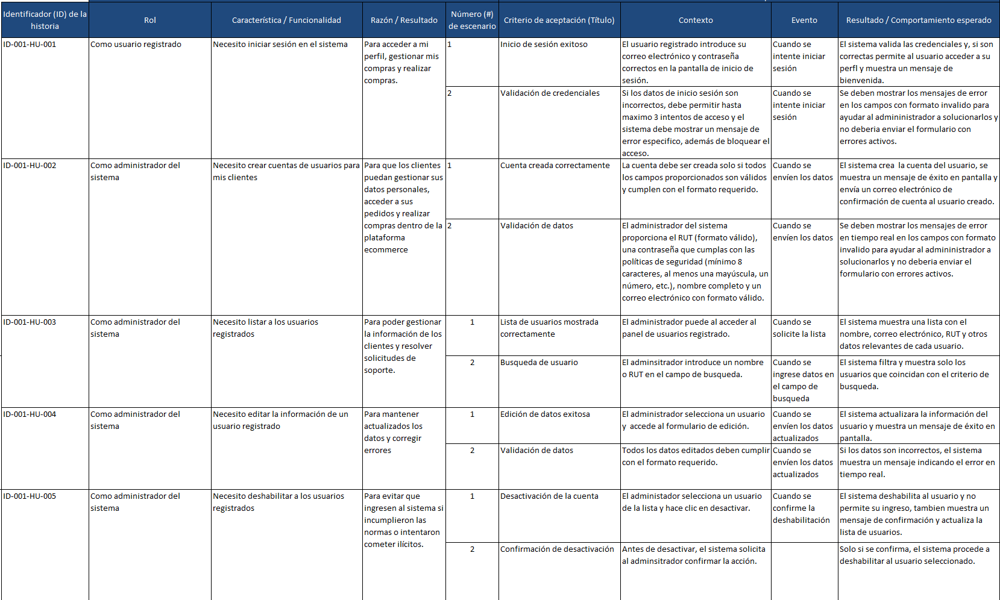 Identificador (ID) de la
historia
Rol
Característica / Funcionalidad
Razón / Resultado
Número (#)
de escenario
Criterio de aceptación (Título)
Contexto
Evento
Resultado / Comportamiento esperado
ID-001-HU-001
Como usuario registrado
Necesito iniciar sesión en el sistema
Para acceder a mi
perfil, gestionar mis
compras y realizar
compras.
1
Inicio de sesión exitoso
El usuario registrado introduce su
correo electrónico y contraseña
correctos en la pantalla de inicio de
sesión.
Cuando se
intente iniciar
sesión
El sistema valida las credenciales y, si son
correctas permite al usuario acceder a su
perfl y muestra un mensaje de
bienvenida.
2
Validación de credenciales
Si los datos de inicio sesión son
incorrectos, debe permitir hasta
maximo 3 intentos de acceso y el
sistema debe mostrar un mensaje de
error especifico, además de bloquear el
acceso.
Cuando se
intente iniciar
sesión
Se deben mostrar los mensajes de error
en los campos con formato invalido para
ayudar al admininistrador a solucionarlos y
no deberia enviar el formulario con
errores activos.
ID-001-HU-002
Como administrador del
sistema
Necesito crear cuentas de usuarios para
mis clientes
Para que los clientes
puedan gestionar sus
datos personales,
acceder a sus
pedidos y realizar
compras dentro de la
plataforma
ecommerce
1
Cuenta creada correctamente
La cuenta debe ser creada solo si todos
los campos proporcionados son válidos
y cumplen con el formato requerido.
Cuando se
envíen los datos
El sistema crea  la cuenta del usuario, se
muestra un mensaje de éxito en pantalla y
envía un correo electrónico de
confirmación de cuenta al usuario creado.
2
Validación de datos
El administrador del sistema
proporciona el RUT (formato válido),
una contraseña que cumplas con las
políticas de seguridad (mínimo 8
caracteres, al menos una mayúscula, un
número, etc.), nombre completo y un
correo electrónico con formato válido.
Cuando se
envíen los datos
Se deben mostrar los mensajes de error
en tiempo real en los campos con formato
invalido para ayudar al admininistrador a
solucionarlos y no deberia enviar el
formulario con errores activos.
ID-001-HU-003
Como administrador del
sistema
Necesito listar a los usuarios
registrados
Para poder gestionar
la información de los
clientes y resolver
solicitudes de
soporte.
1
Lista de usuarios mostrada
correctamente
El administrador puede al acceder al
panel de usuarios registrado.
Cuando se
solicite la lista
El sistema muestra una lista con el
nombre, correo electrónico, RUT y otros
datos relevantes de cada usuario.
2
Busqueda de usuario
El adminsitrador introduce un nombre
o RUT en el campo de busqueda.
Cuando se
ingrese datos en
el campo de
busqueda
El sistema filtra y muestra solo los
usuarios que coincidan con el criterio de
busqueda.
ID-001-HU-004
Como administrador del
sistema
Necesito editar la información de un
usuario registrado
Para mantener
actualizados los
datos y corregir
errores
1
Edición de datos exitosa
El administrador selecciona un usuario
y  accede al formulario de edición.
Cuando se
envíen los datos
actualizados
El sistema actualizara la información del
usuario y muestra un mensaje de éxito en
pantalla.
2
Validación de datos
Todos los datos editados deben cumplir
con el formato requerido.
Cuando se
envíen los datos
actualizados
Si los datos son incorrectos, el sistema
muestra un mensaje indicando el error en
tiempo real.
ID-001-HU-005
Como administrador del
sistema
Necesito deshabilitar a los usuarios
registrados
Para evitar que
ingresen al sistema si
incumplieron las
normas o intentaron
cometer ilícitos.
1
Desactivación de la cuenta
El administador selecciona un usuario
de la lista y hace clic en desactivar.
Cuando se
confirme la
deshabilitación
El sistema deshabilita al usuario y no
permite su ingreso, tambien muestra un
mensaje de confirmación y actualiza la
lista de usuarios.
2
Confirmación de desactivación
Antes de desactivar, el sistema solicita
al adminsitrador confirmar la acción.
Solo si se confirma, el sistema procede a
deshabilitar al usuario seleccionado.